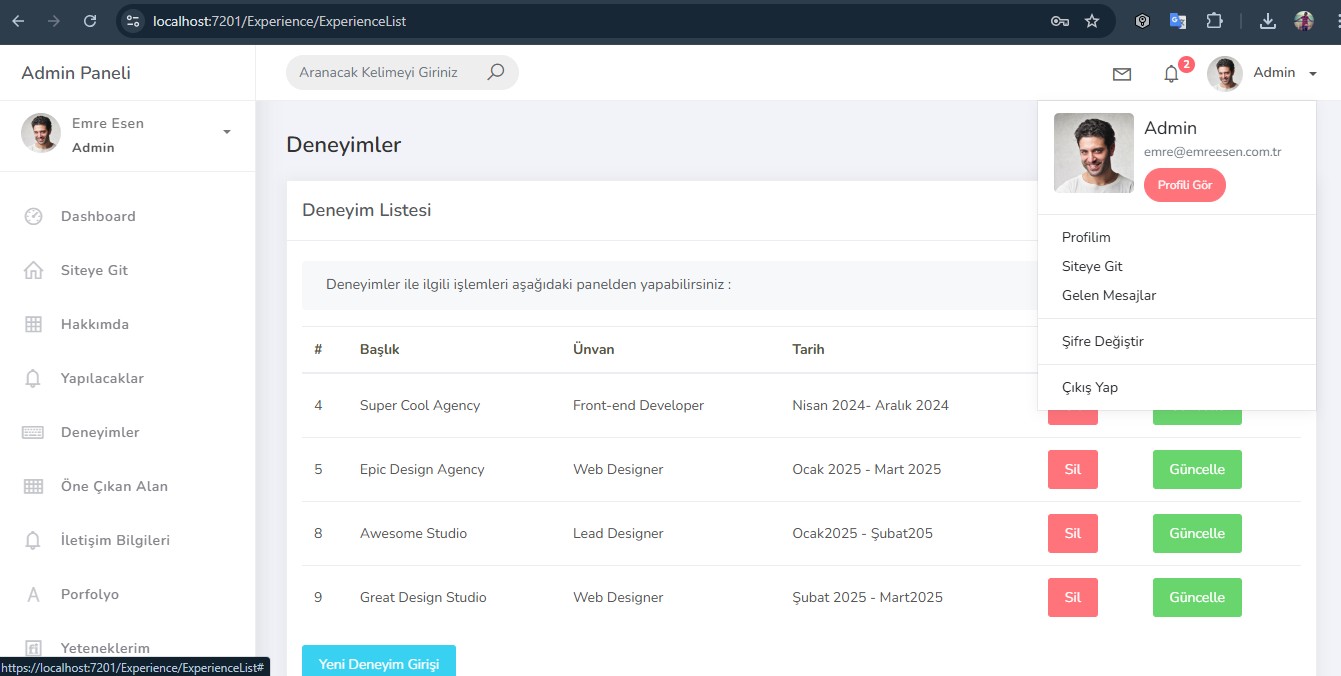 localhost:7201/Experience/ExperienceList
Admin Paneli
Aranacak Kelimeyi Giriniz
2
Admin
Emre Esen
Admin
Dashboard
Siteye Git
Hakkımda
Yapılacaklar
Deneyimler
Öne Çıkan Alan
İletişim Bilgileri
Porfolyo
Yeteneklerim
https://localhost:7201/Experience/ExperienceList#
Admin
emre@emreesen.com.tr
Profili Gör
Profilim
Siteye Git
Gelen Mesajlar
Şifre Değiştir
Çıkış Yap
Deneyimler
Deneyim Listesi
Deneyimler ile ilgili işlemleri aşağıdaki panelden yapabilirsiniz :
# Başlık Ünvan Tarih
4 Super Cool Agency Front-end Developer Nisan 2024- Aralık 2024
5 Epic Design Agency Web Designer Ocak 2025 - Mart 2025 Sil Güncelle
8 Awesome Studio Lead Designer Ocak2025 - Şubat205 Sil Güncelle
9 Great Design Studio Web Designer Şubat 2025 - Mart2025 Sil Güncelle
Yeni Deneyim Girişi